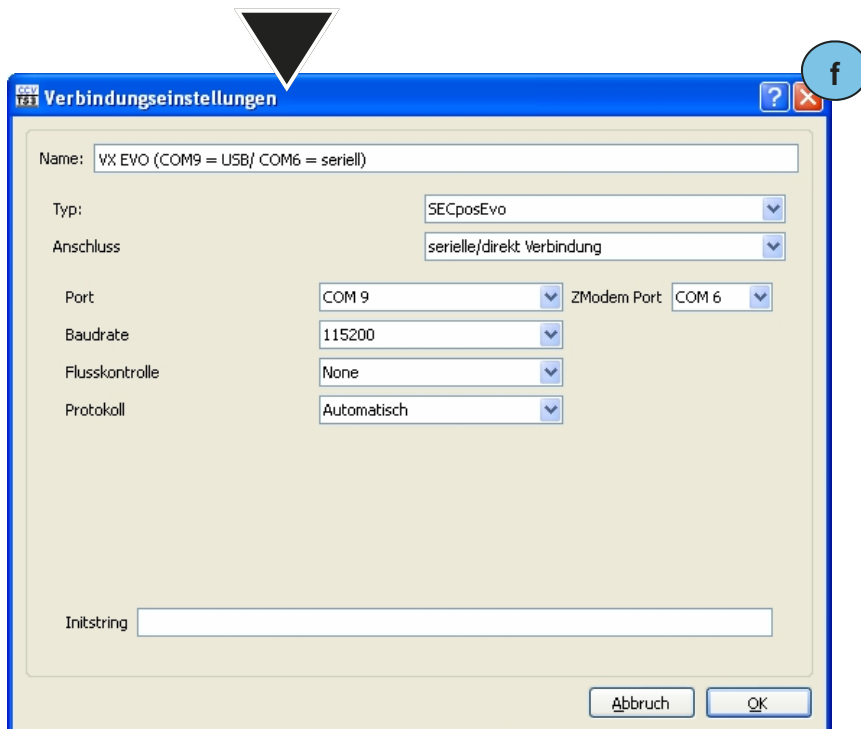 f
CCV
Verbindungseinstellungen
Name: VX EVO (COM9 = USB/ COM6 = seriell)
Typ: SECposEvo
Anschluss serielle/direkt Verbindung
Port COM 9 ZModem Port COM 6
Baudrate 115200
Flusskontrolle None
Protokoll Automatisch
Initstring
Abbruch OK